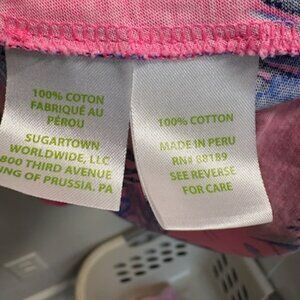 100% COTON
FABRIQUÉ AU
PÉROU
SUGARTOWN
WORLDWIDE, LLC
800 THIRD AVENUE
KING OF PRUSSIA. PA
100% COTTON
MADE IN PERU
RN# 88189
SEE REVERSE
FOR CARE